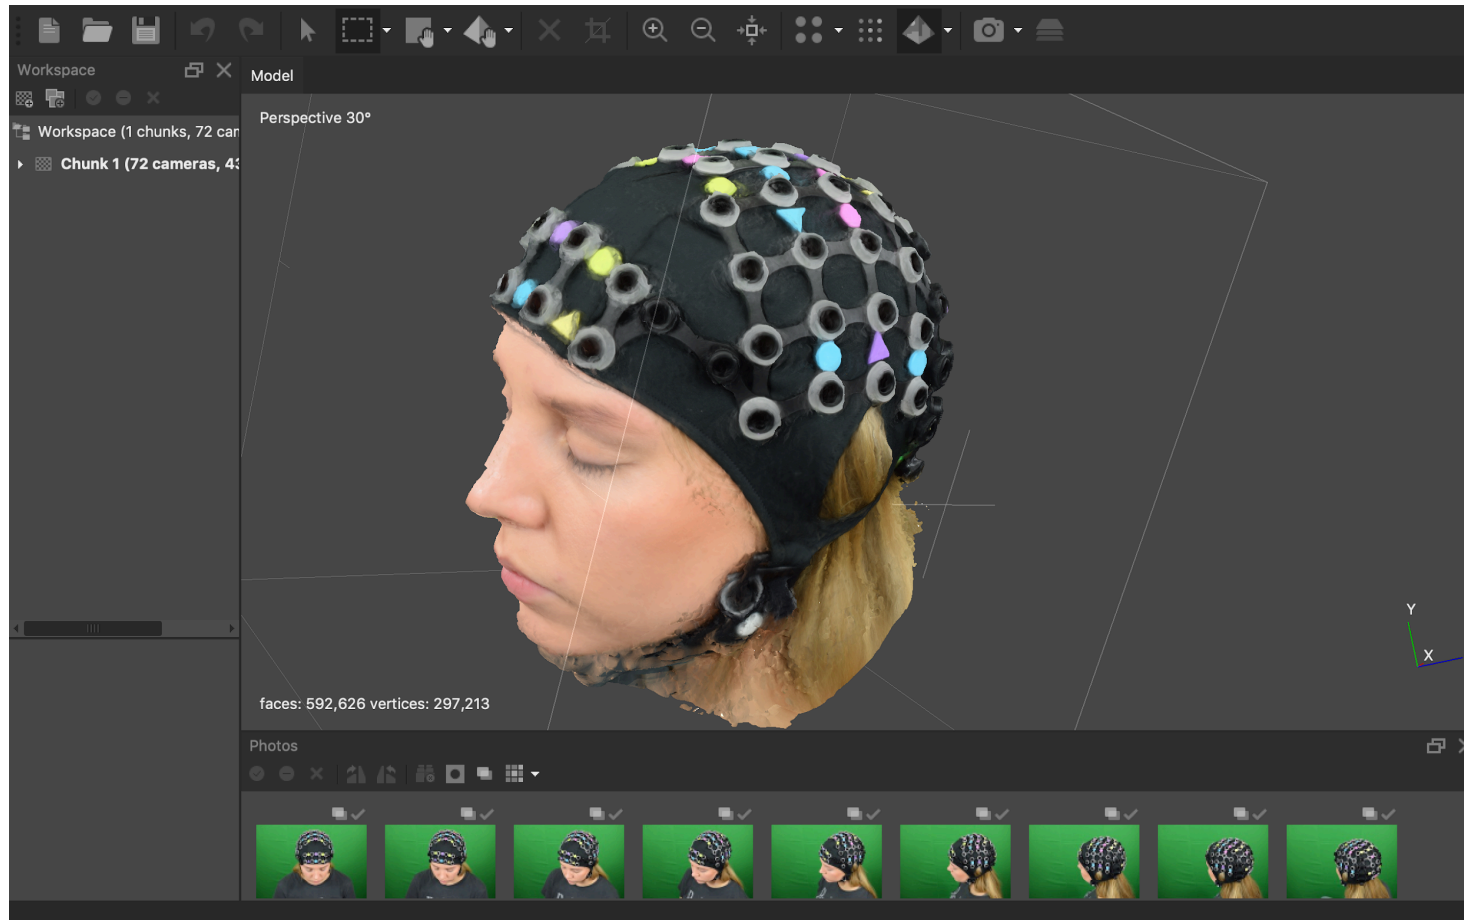 Workspace
Model
Workspace (1 chunks, 72 can
Chunk 1 (72 cameras, 43
Perspective 30°
Y
X
faces: 592,626 vertices: 297,213
Photos